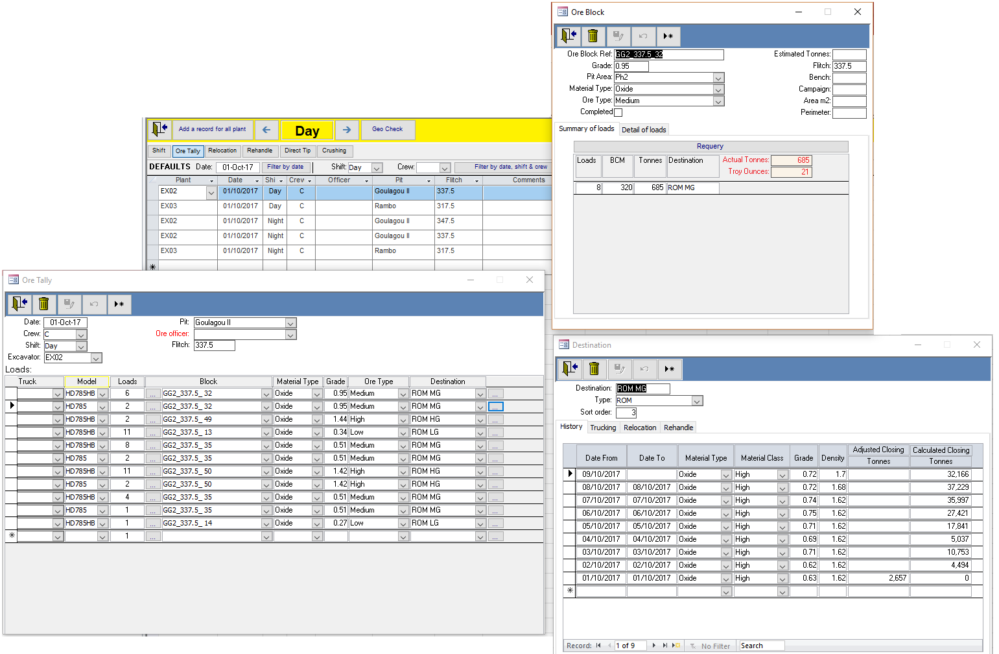 Ore Block
Ore Block Ref: GG2_337.5_32
Estimated Tonnes:
Grade: 0.95
Flitch: 337.5
Pit Area: Ph2
Bench:
Material Type: Oxide
Campaign:
Ore Type: Medium
Area m2:
Completed
Perimeter:
Summary of loads Detail of loads
Requery
Loads BCM Tonnes Destination Actual Tonnes: 685
Troy Ounces: 21
8 320 685 ROM MG
Add a record for all plant Day Geo Check
Shift Ore Tally Relocation Rehandle Direct Tip Crushing
DEFAULTS Date: 01-Oct-17 Filter by date Shift: Day Crew: Filter by date, shift & crew
Plant Date Shi Crew Officer Pit Flitch Comments
EX02 01/10/2017 Day C Goulagou II 337.5
EX03 01/10/2017 Day C Rambo 317.5
EX02 01/10/2017 Night C Goulagou II 347.5
EX02 01/10/2017 Night C Goulagou II 337.5
EX03 01/10/2017 Night C Rambo 317.5
Ore Tally
Date: 01-Oct-17 Pit: Goulagou II
Crew: C Ore officer:
Shift: Day Flitch: 337.5
Excavator: EX02
Loads:
Truck Model Loads Block Material Type Grade Ore Type Destination
HD785HB 6 ... GG2_337.5_ 32 Oxide 0.95 Medium ROM MG ...
HD785 2 ... GG2_337.5_ 32 Oxide 0.95 Medium ROM MG ...
HD785HB 2 ... GG2_337.5_ 49 Oxide 1.44 High ROM HG ...
HD785HB 11 ... GG2_337.5_ 13 Oxide 0.34 Low ROM LG ...
HD785HB 8 ... GG2_337.5_ 35 Oxide 0.51 Medium ROM MG ...
HD785 2 ... GG2_337.5_ 35 Oxide 0.51 Medium ROM MG ...
HD785HB 11 ... GG2_337.5_ 50 Oxide 1.42 High ROM HG ...
HD785 2 ... GG2_337.5_ 50 Oxide 1.42 High ROM HG ...
HD785HB 4 ... GG2_337.5_ 35 Oxide 0.51 Medium ROM MG ...
HD785 1 ... GG2_337.5_ 35 Oxide 0.51 Medium ROM MG ...
HD785HB 1 ... GG2_337.5_ 14 Oxide 0.27 Low ROM LG ...
1 ... ...
Destination
Destination: ROM MG
Type: ROM
Sort order: 3
History Trucking Relocation Rehandle
Date From Date To Material Type Material Class Grade Density Adjusted Closing Tonnes Calculated Closing Tonnes
09/10/2017 Oxide High 0.72 1.7 32,166
08/10/2017 08/10/2017 Oxide High 0.72 1.68 37,229
07/10/2017 07/10/2017 Oxide High 0.74 1.62 35,997
06/10/2017 06/10/2017 Oxide High 0.75 1.62 27,421
05/10/2017 05/10/2017 Oxide High 0.71 1.62 17,841
04/10/2017 04/10/2017 Oxide High 0.69 1.62 5,037
03/10/2017 03/10/2017 Oxide High 0.71 1.62 10,753
02/10/2017 02/10/2017 Oxide High 0.62 1.62 4,494
01/10/2017 01/10/2017 Oxide High 0.63 1.62 2,657 0
Record: 1 of 9 No Filter Search